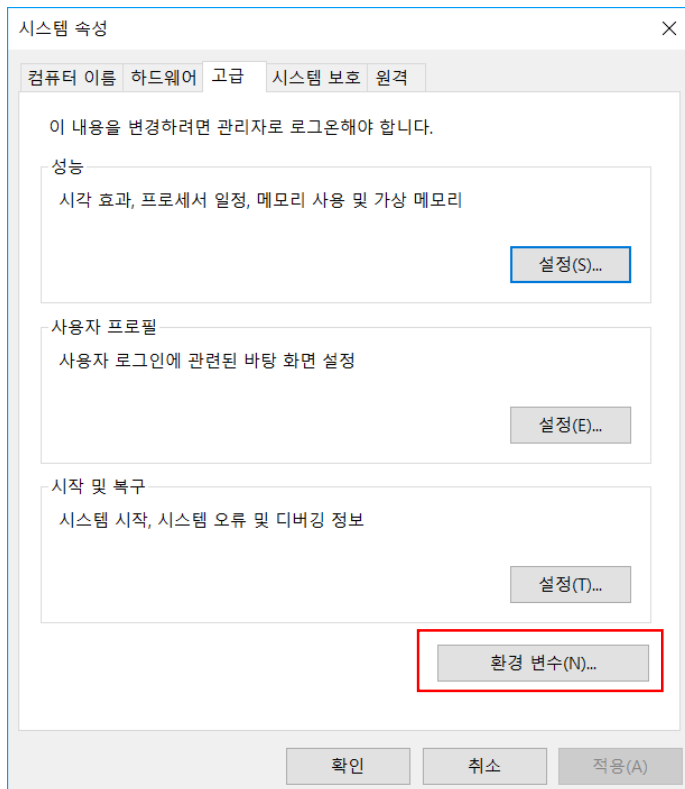 시스템 속성
컴퓨터 이름 하드웨어 고급 시스템 보호 원격
이 내용을 변경하려면 관리자로 로그온해야 합니다.
성능
시각 효과, 프로세서 일정, 메모리 사용 및 가상 메모리
설정(S)...
사용자 프로필
사용자 로그인에 관련된 바탕 화면 설정
설정(E)...
시작 및 복구
시스템 시작, 시스템 오류 및 디버깅 정보
설정(T)...
환경 변수(N)...
확인 취소 적용(A)